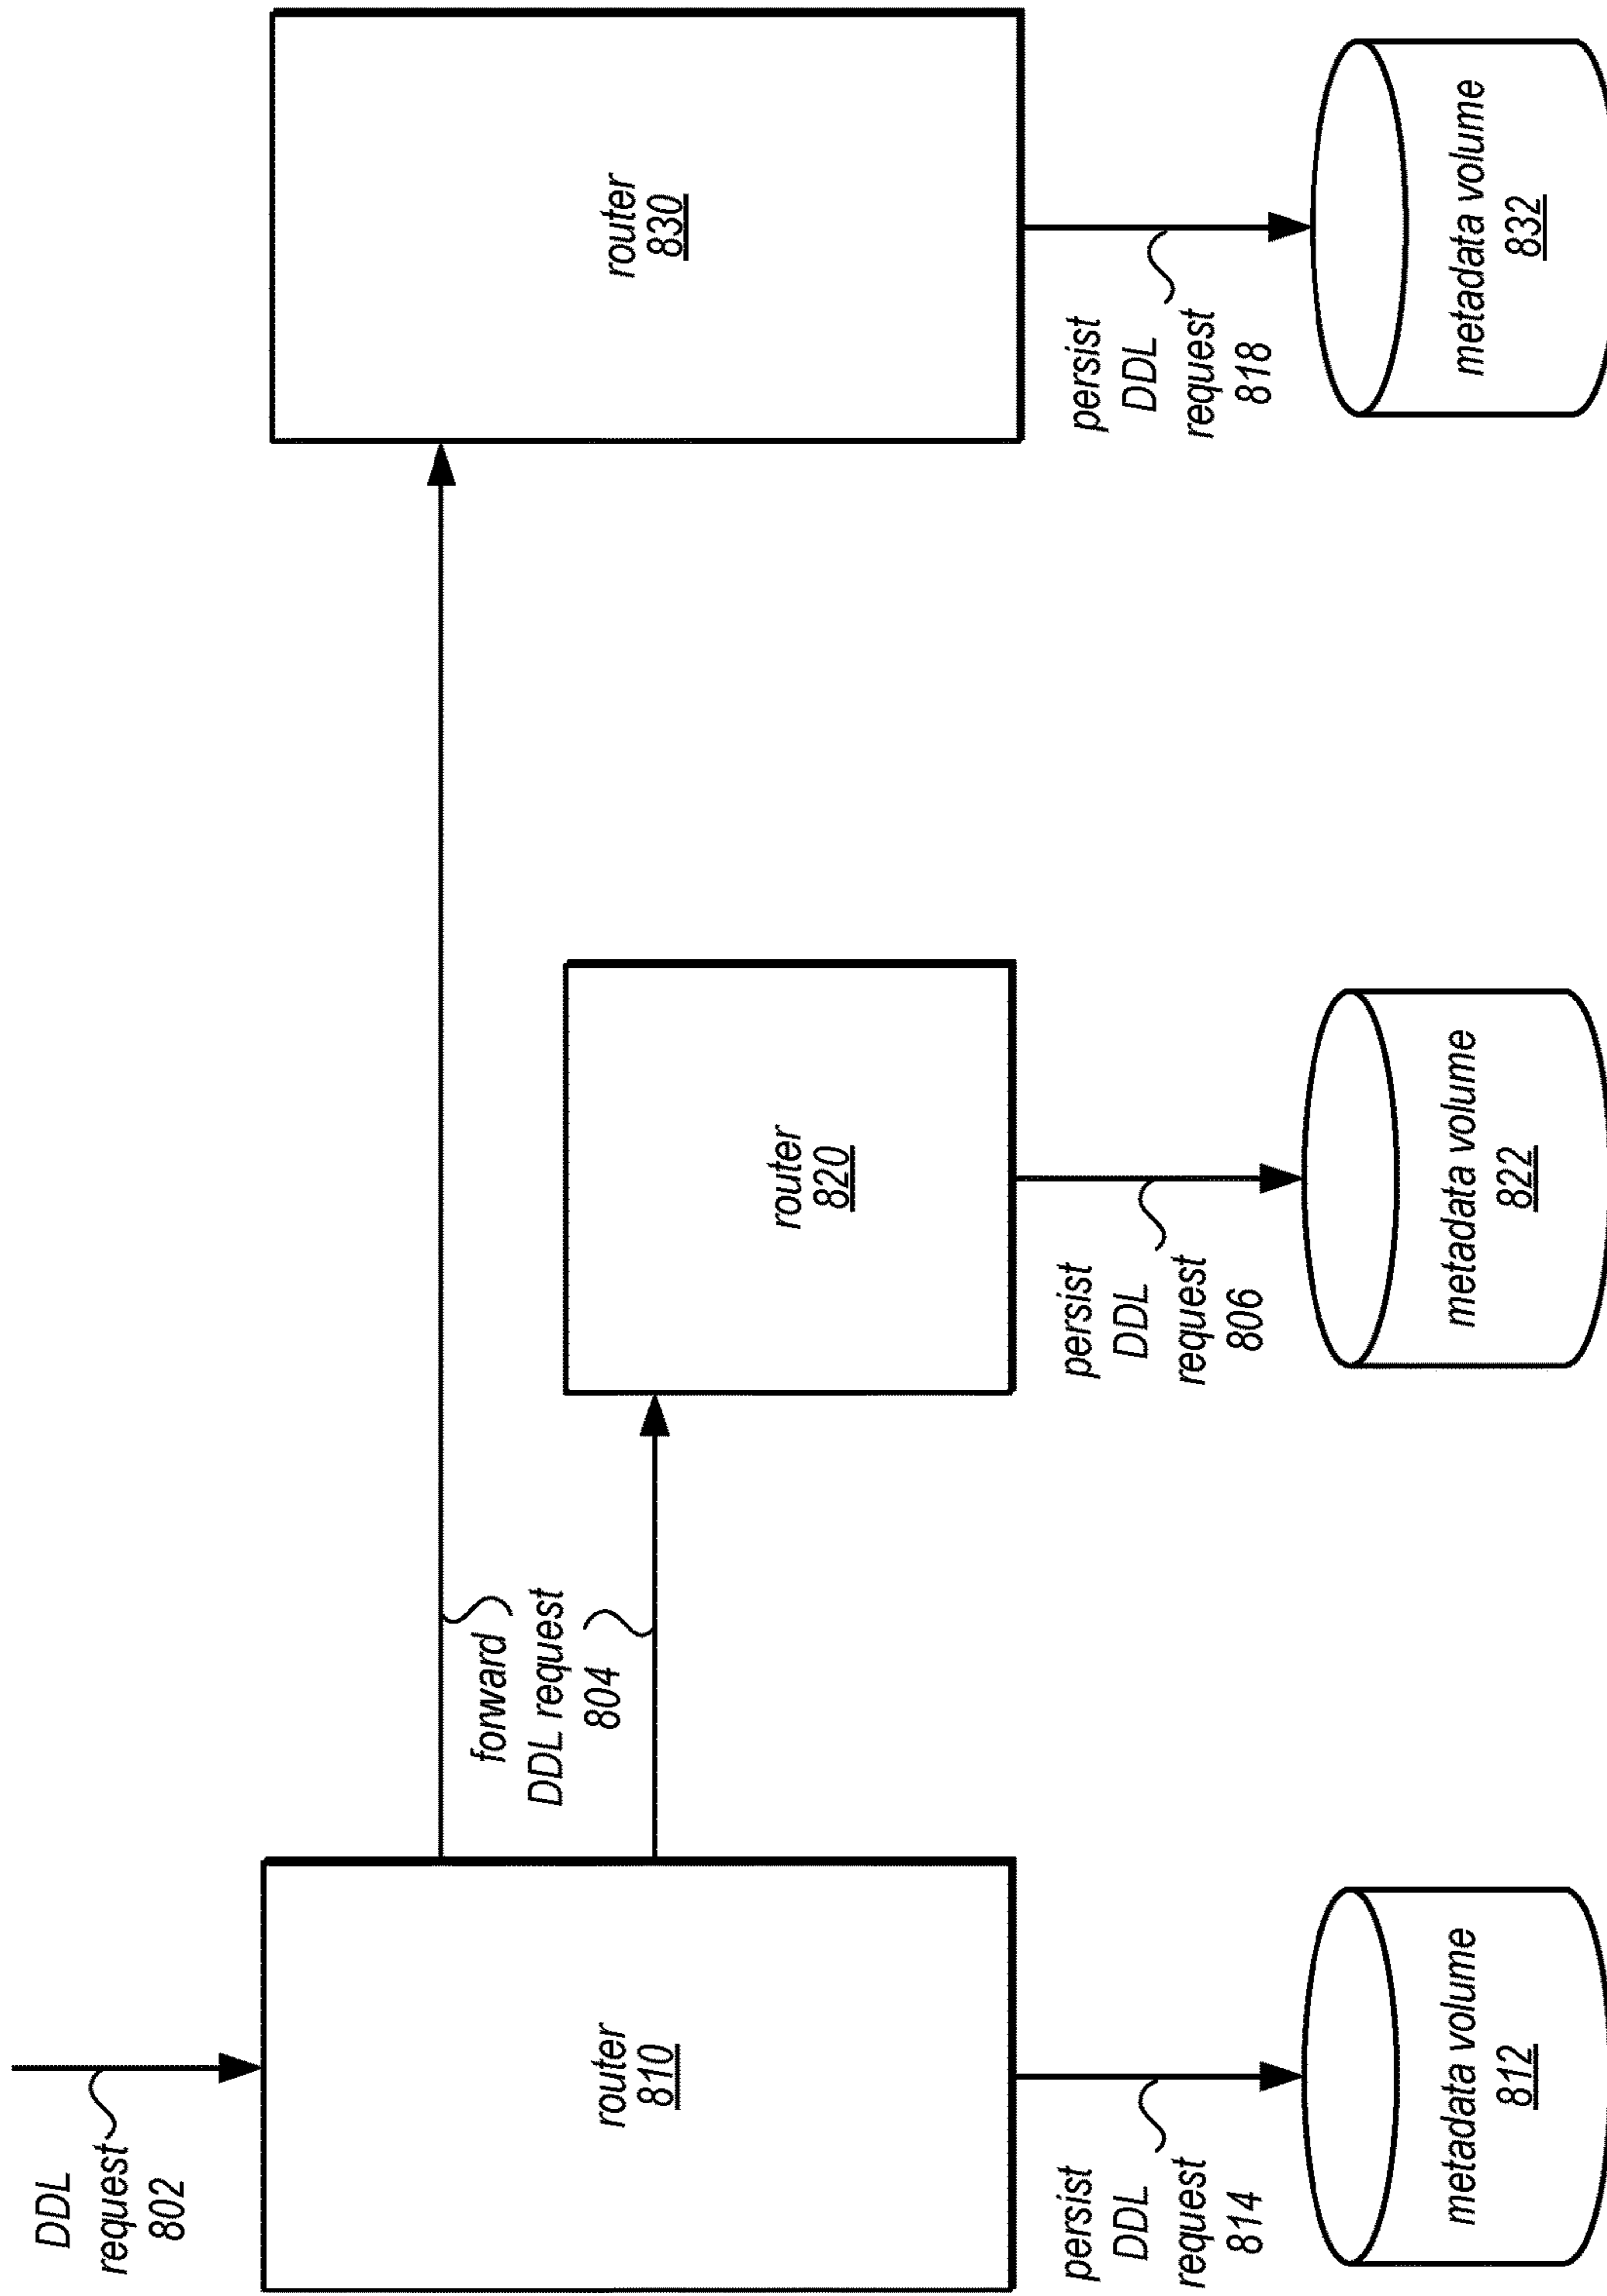 DDL
request
802
router
810
forward
DDL request
804
router
820
router
830
persist
DDL
request
814
persist
DDL
request
806
persist
DDL
request
818
metadata volume
812
metadata volume
822
metadata volume
832